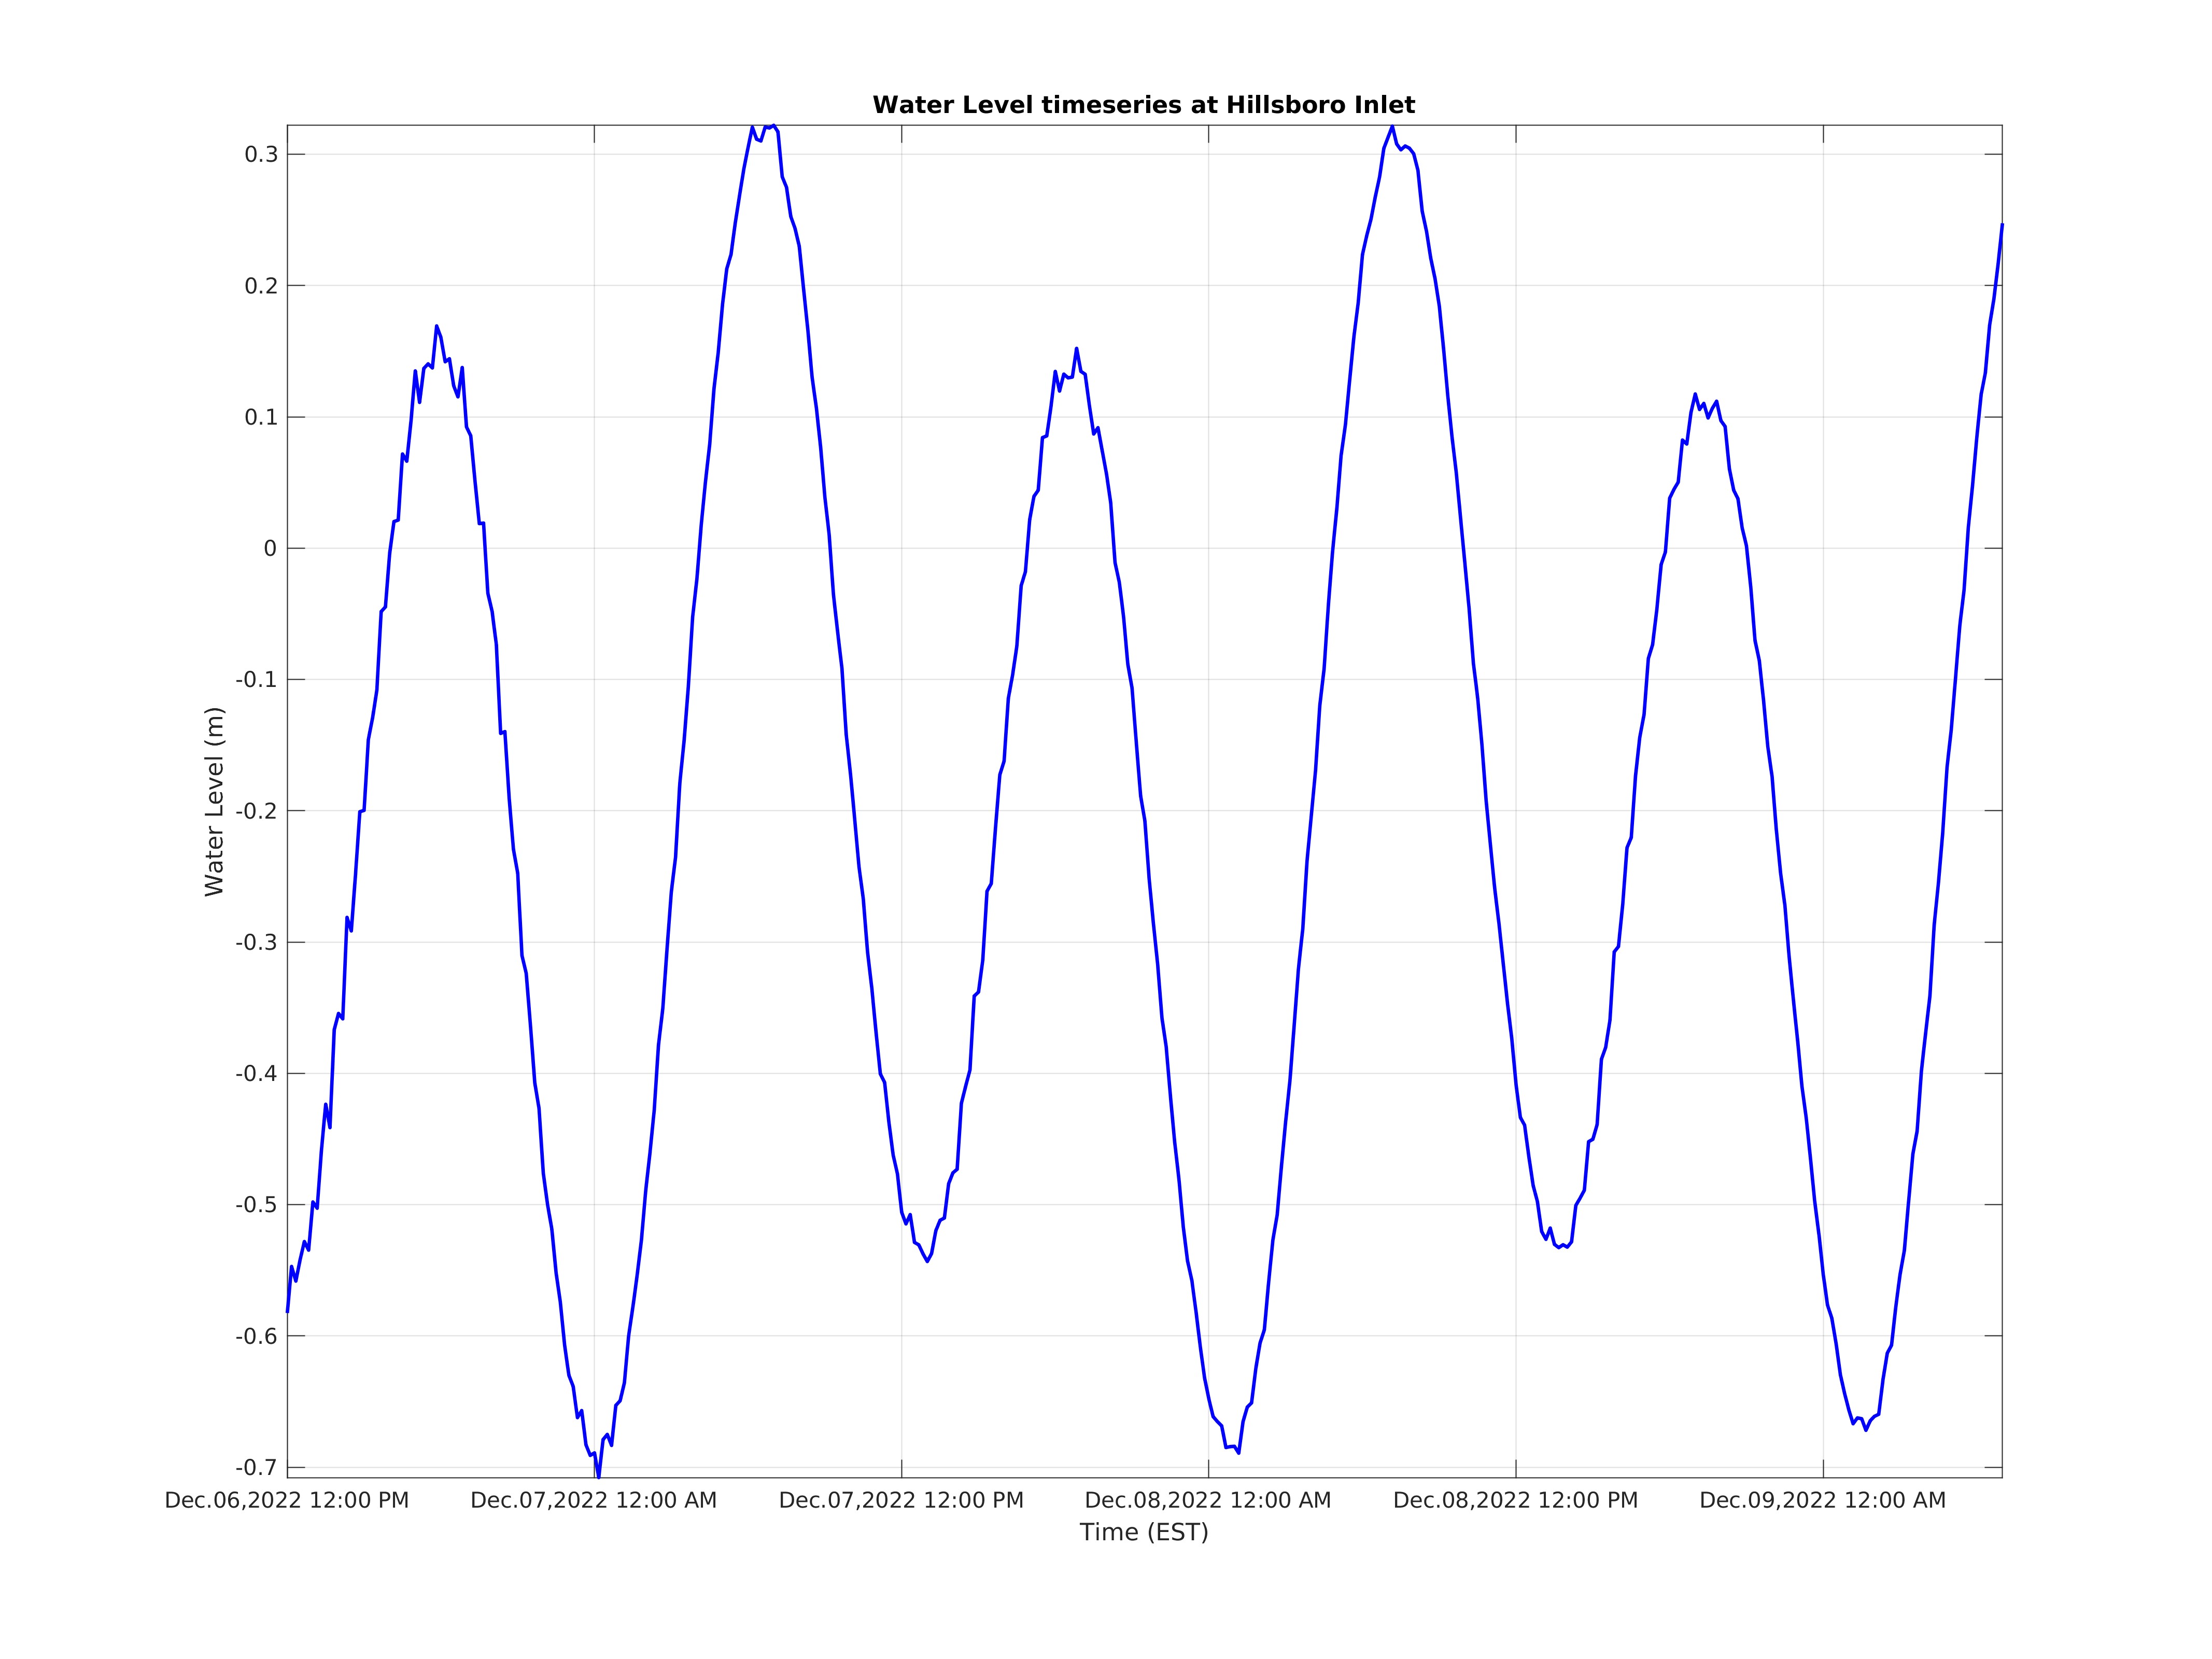 Water Level timeseries at Hillsboro Inlet
0.3
0.2
0.1
0
-0.1
-0.2
-0.3
-0.4
-0.5
-0.6
-0.7
Water Level (m)
Dec.06,2022 12:00 PM
Dec.07,2022 12:00 AM
Dec.07,2022 12:00 PM
Dec.08,2022 12:00 AM
Dec.08,2022 12:00 PM
Dec.09,2022 12:00 AM
Time (EST)